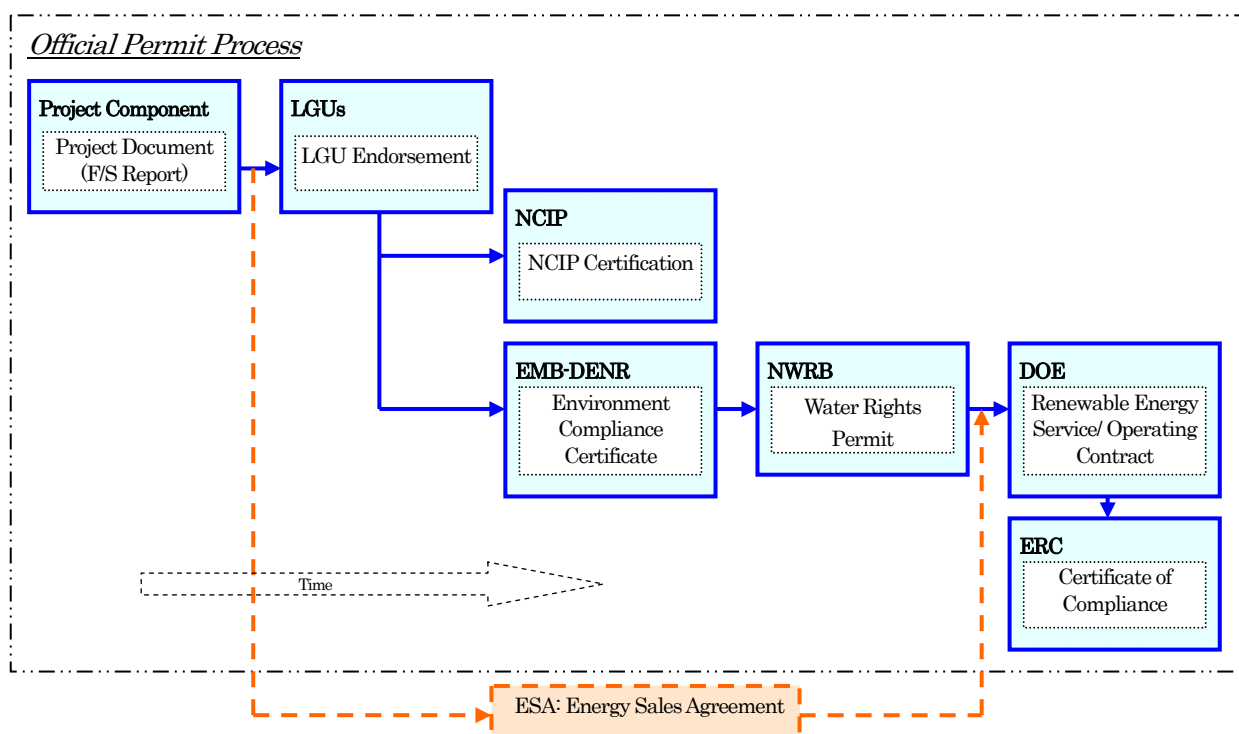 Official Permit Process
Project Component
Project Document
(F/S Report)
LGUs
LGU Endorsement
NCIP
NCIP Certification
EMB-DENR
Environment
Compliance
Certificate
NWRB
Water Rights
Permit
DOE
Renewable Energy
Service/ Operating
Contract
ERC
Certificate of
Compliance
Time
ESA: Energy Sales Agreement